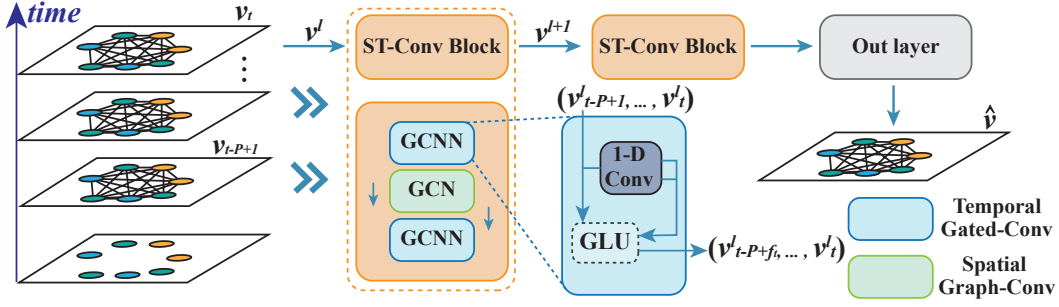 time
v_t
v^l
ST-Conv Block
v^{l+1}
ST-Conv Block
Out layer
⋮
v_{t-P+1}
(v^l_{t-P+1}, ... , v^l_t)
GCNN
GCN
GCNN
1-D
Conv
GLU
(v^l_{t-P+f_t}, ... , v^l_t)
v̂
Temporal
Gated-Conv
Spatial
Graph-Conv